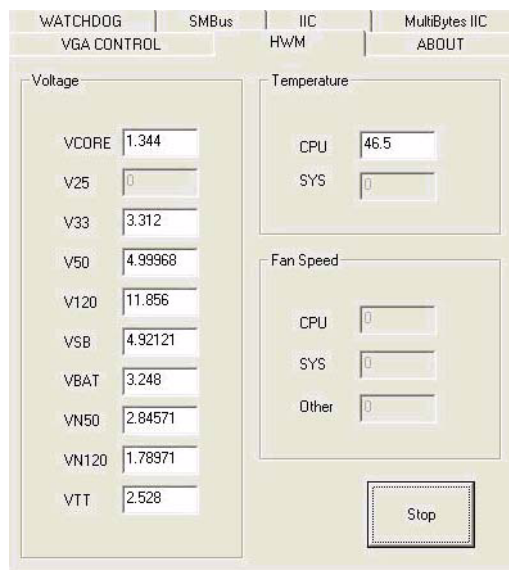 WATCHDOG SMBus IIC MultiBytes IIC
VGA CONTROL HWM ABOUT
Voltage
VCORE 1.344
V25 0
V33 3.312
V50 4.99968
V120 11.856
VSB 4.92121
VBAT 3.248
VN50 2.84571
VN120 1.78971
VTT 2.528
Temperature
CPU 46.5
SYS 0
Fan Speed
CPU 0
SYS 0
Other 0
Stop